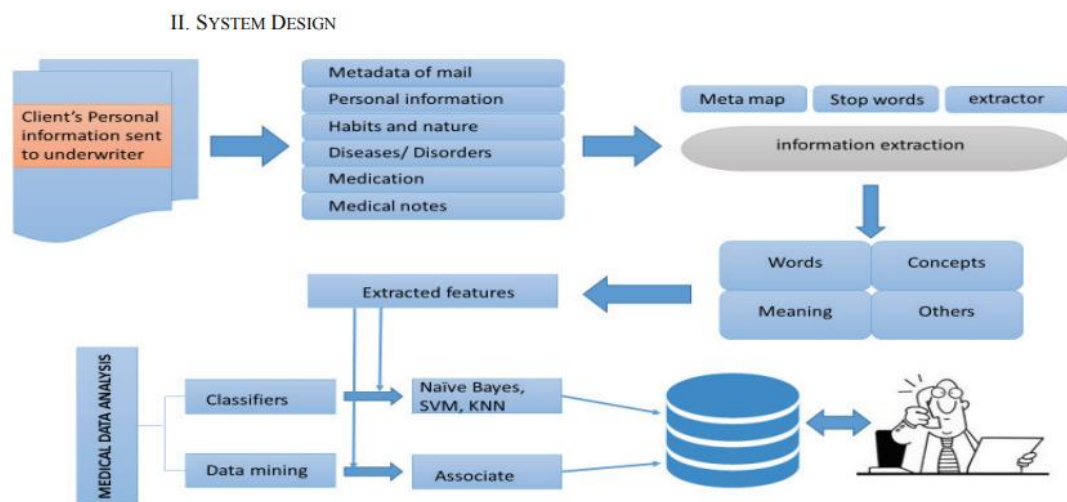 II. SYSTEM DESIGN
Client's Personal
information sent
to underwriter
Metadata of mail
Personal information
Habits and nature
Diseases/ Disorders
Medication
Medical notes
Meta map
Stop words
extractor
information extraction
Words
Concepts
Meaning
Others
Extracted features
MEDICAL DATA ANALYSIS
Classifiers
Naïve Bayes,
SVM, KNN
Data mining
Associate